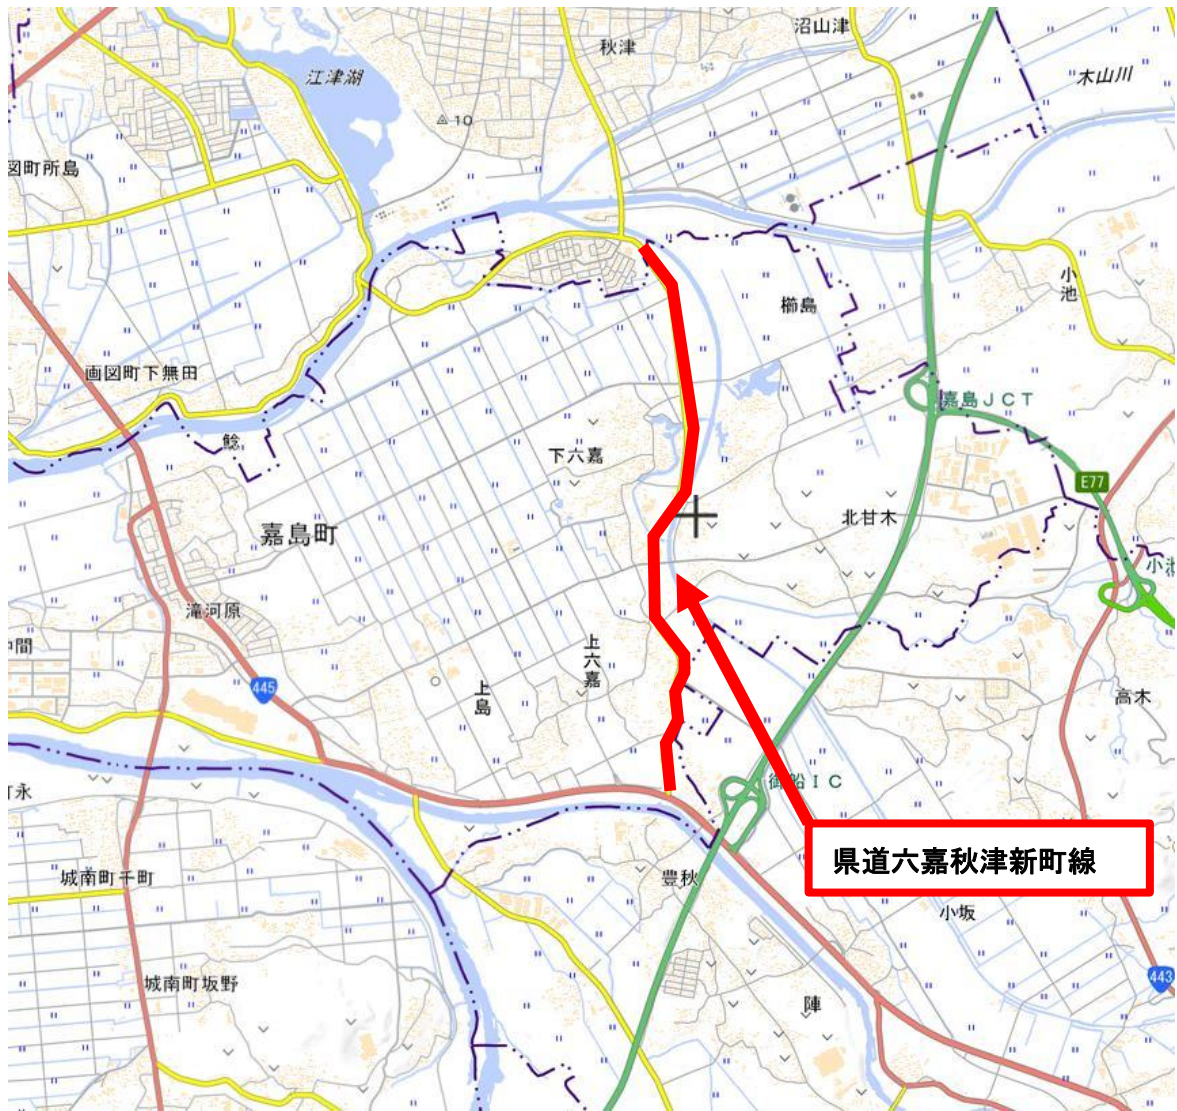 沼山津
秋津
江津湖
木山川
10
図町所島
小池
櫛島
画図町下無田
嘉島JCT
鯰
下六嘉
E77
嘉島町
北甘木
小池
滝河原
上六嘉
445
上島
高木
御船IC
県道六嘉秋津新町線
豊秋
城南町千町
小坂
城南町坂野
443
陣